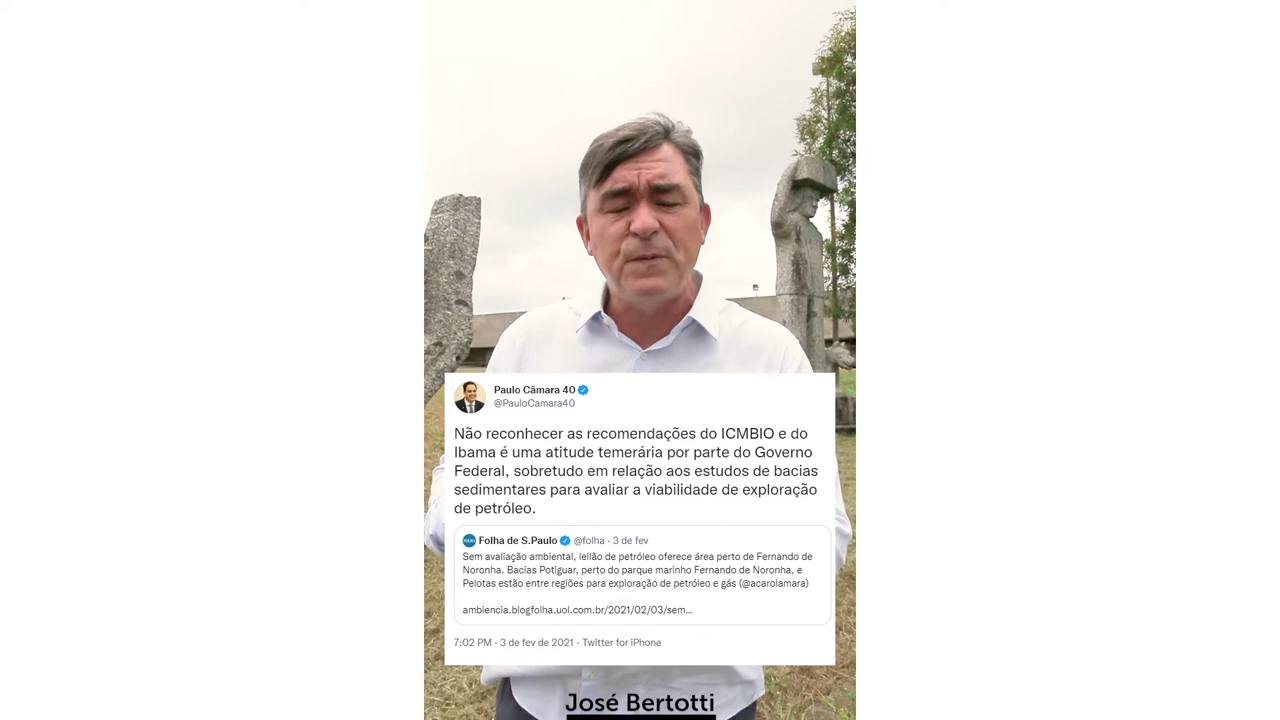 Paulo Câmara 40
@PauloCamara40
Não reconhecer as recomendações do ICMBIO e do
Ibama é uma atitude temerária por parte do Governo
Federal, sobretudo em relação aos estudos de bacias
sedimentares para avaliar a viabilidade de exploração
de petróleo.
Folha de S.Paulo @folha · 3 de fev
Sem avaliação ambiental, leilão de petróleo oferece área perto de Fernando de
Noronha. Bacias Potiguar, perto do parque marinho Fernando de Noronha, e
Pelotas estão entre regiões para exploração de petróleo e gás (@acarolamara)
ambiencia.blogfolha.uol.com.br/2021/02/03/sem...
7:02 PM · 3 de fev de 2021 · Twitter for iPhone
José Bertotti